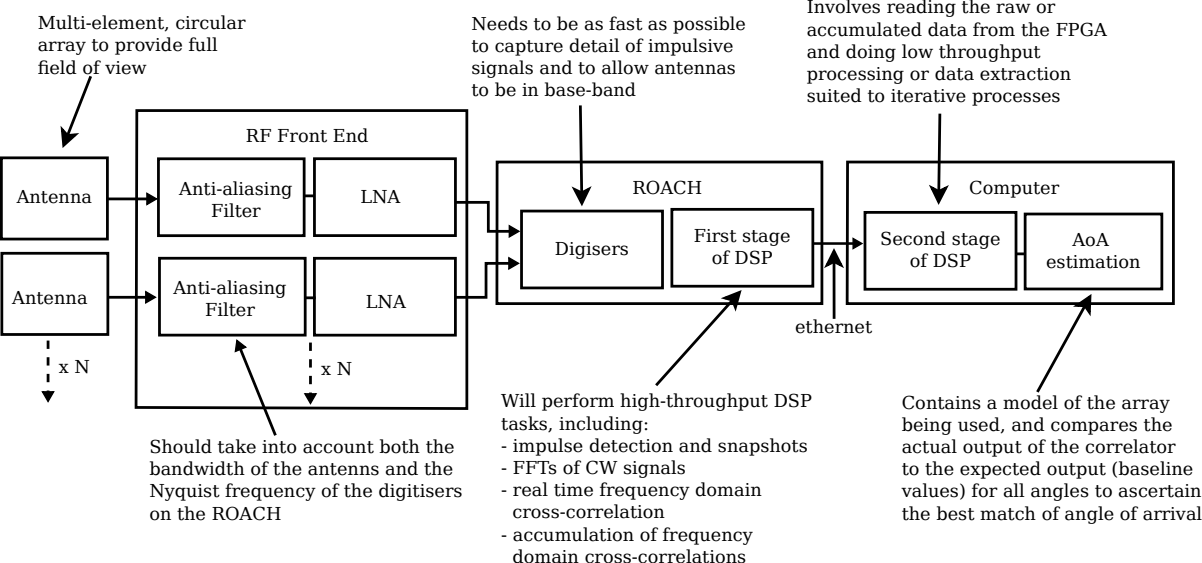 Multi-element, circular
array to provide full
field of view
Needs to be as fast as possible
to capture detail of impulsive
signals and to allow antennas
to be in base-band
Involves reading the raw or
accumulated data from the FPGA
and doing low throughput
processing or data extraction
suited to iterative processes
RF Front End
ROACH
Computer
Antenna
Anti-aliasing
Filter
LNA
Digisers
First stage
of DSP
Second stage
of DSP
AoA
estimation
Antenna
Anti-aliasing
Filter
LNA
ethernet
x N
x N
Should take into account both the
bandwidth of the antenns and the
Nyquist frequency of the digitisers
on the ROACH
Will perform high-throughput DSP
tasks, including:
- impulse detection and snapshots
- FFTs of CW signals
- real time frequency domain
cross-correlation
- accumulation of frequency
domain cross-correlations
Contains a model of the array
being used, and compares the
actual output of the correlator
to the expected output (baseline
values) for all angles to ascertain
the best match of angle of arrival